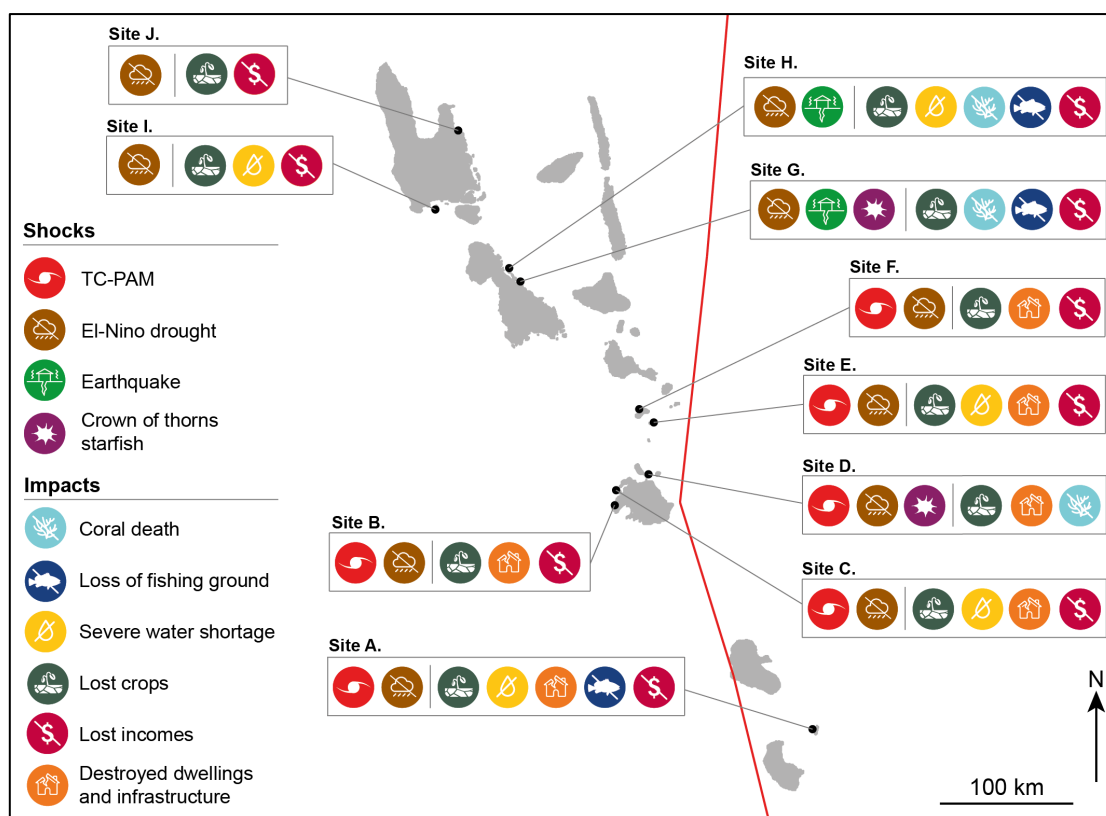 Site J.
Site I.
Site H.
Site G.
Site F.
Site E.
Site D.
Site C.
Site B.
Site A.
Shocks
TC-PAM
El-Nino drought
Earthquake
Crown of thorns
starfish
Impacts
Coral death
Loss of fishing ground
Severe water shortage
Lost crops
Lost incomes
Destroyed dwellings
and infrastructure
N
100 km